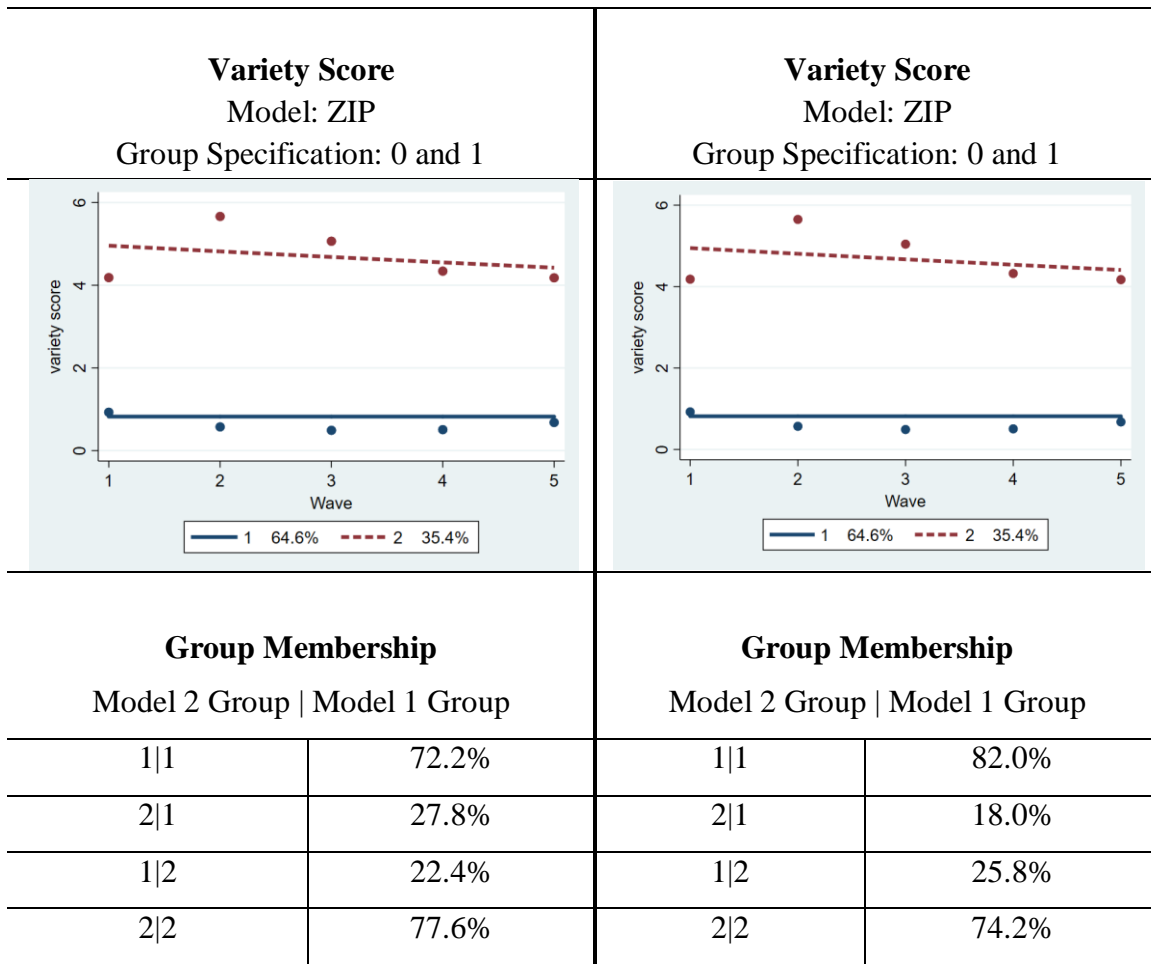 Variety Score
Model: ZIP
Group Specification: 0 and 1
6
4
2
0
variety score
1 2 3 4 5
Wave
1 64.6% 2 35.4%
Group Membership
Model 2 Group | Model 1 Group
1|1 72.2%
2|1 27.8%
1|2 22.4%
2|2 77.6%
Variety Score
Model: ZIP
Group Specification: 0 and 1
6
4
2
0
variety score
1 2 3 4 5
Wave
1 64.6% 2 35.4%
Group Membership
Model 2 Group | Model 1 Group
1|1 82.0%
2|1 18.0%
1|2 25.8%
2|2 74.2%